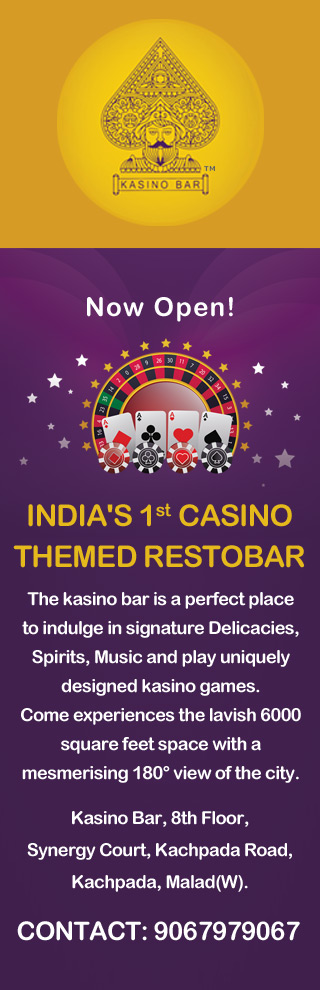 KASINO BAR
TM
Now Open!
INDIA'S 1st CASINO
THEMED RESTOBAR
The kasino bar is a perfect place
to indulge in signature Delicacies,
Spirits, Music and play uniquely
designed kasino games.
Come experiences the lavish 6000
square feet space with a
mesmerising 180° view of the city.
Kasino Bar, 8th Floor,
Synergy Court, Kachpada Road,
Kachpada, Malad(W).
CONTACT: 9067979067